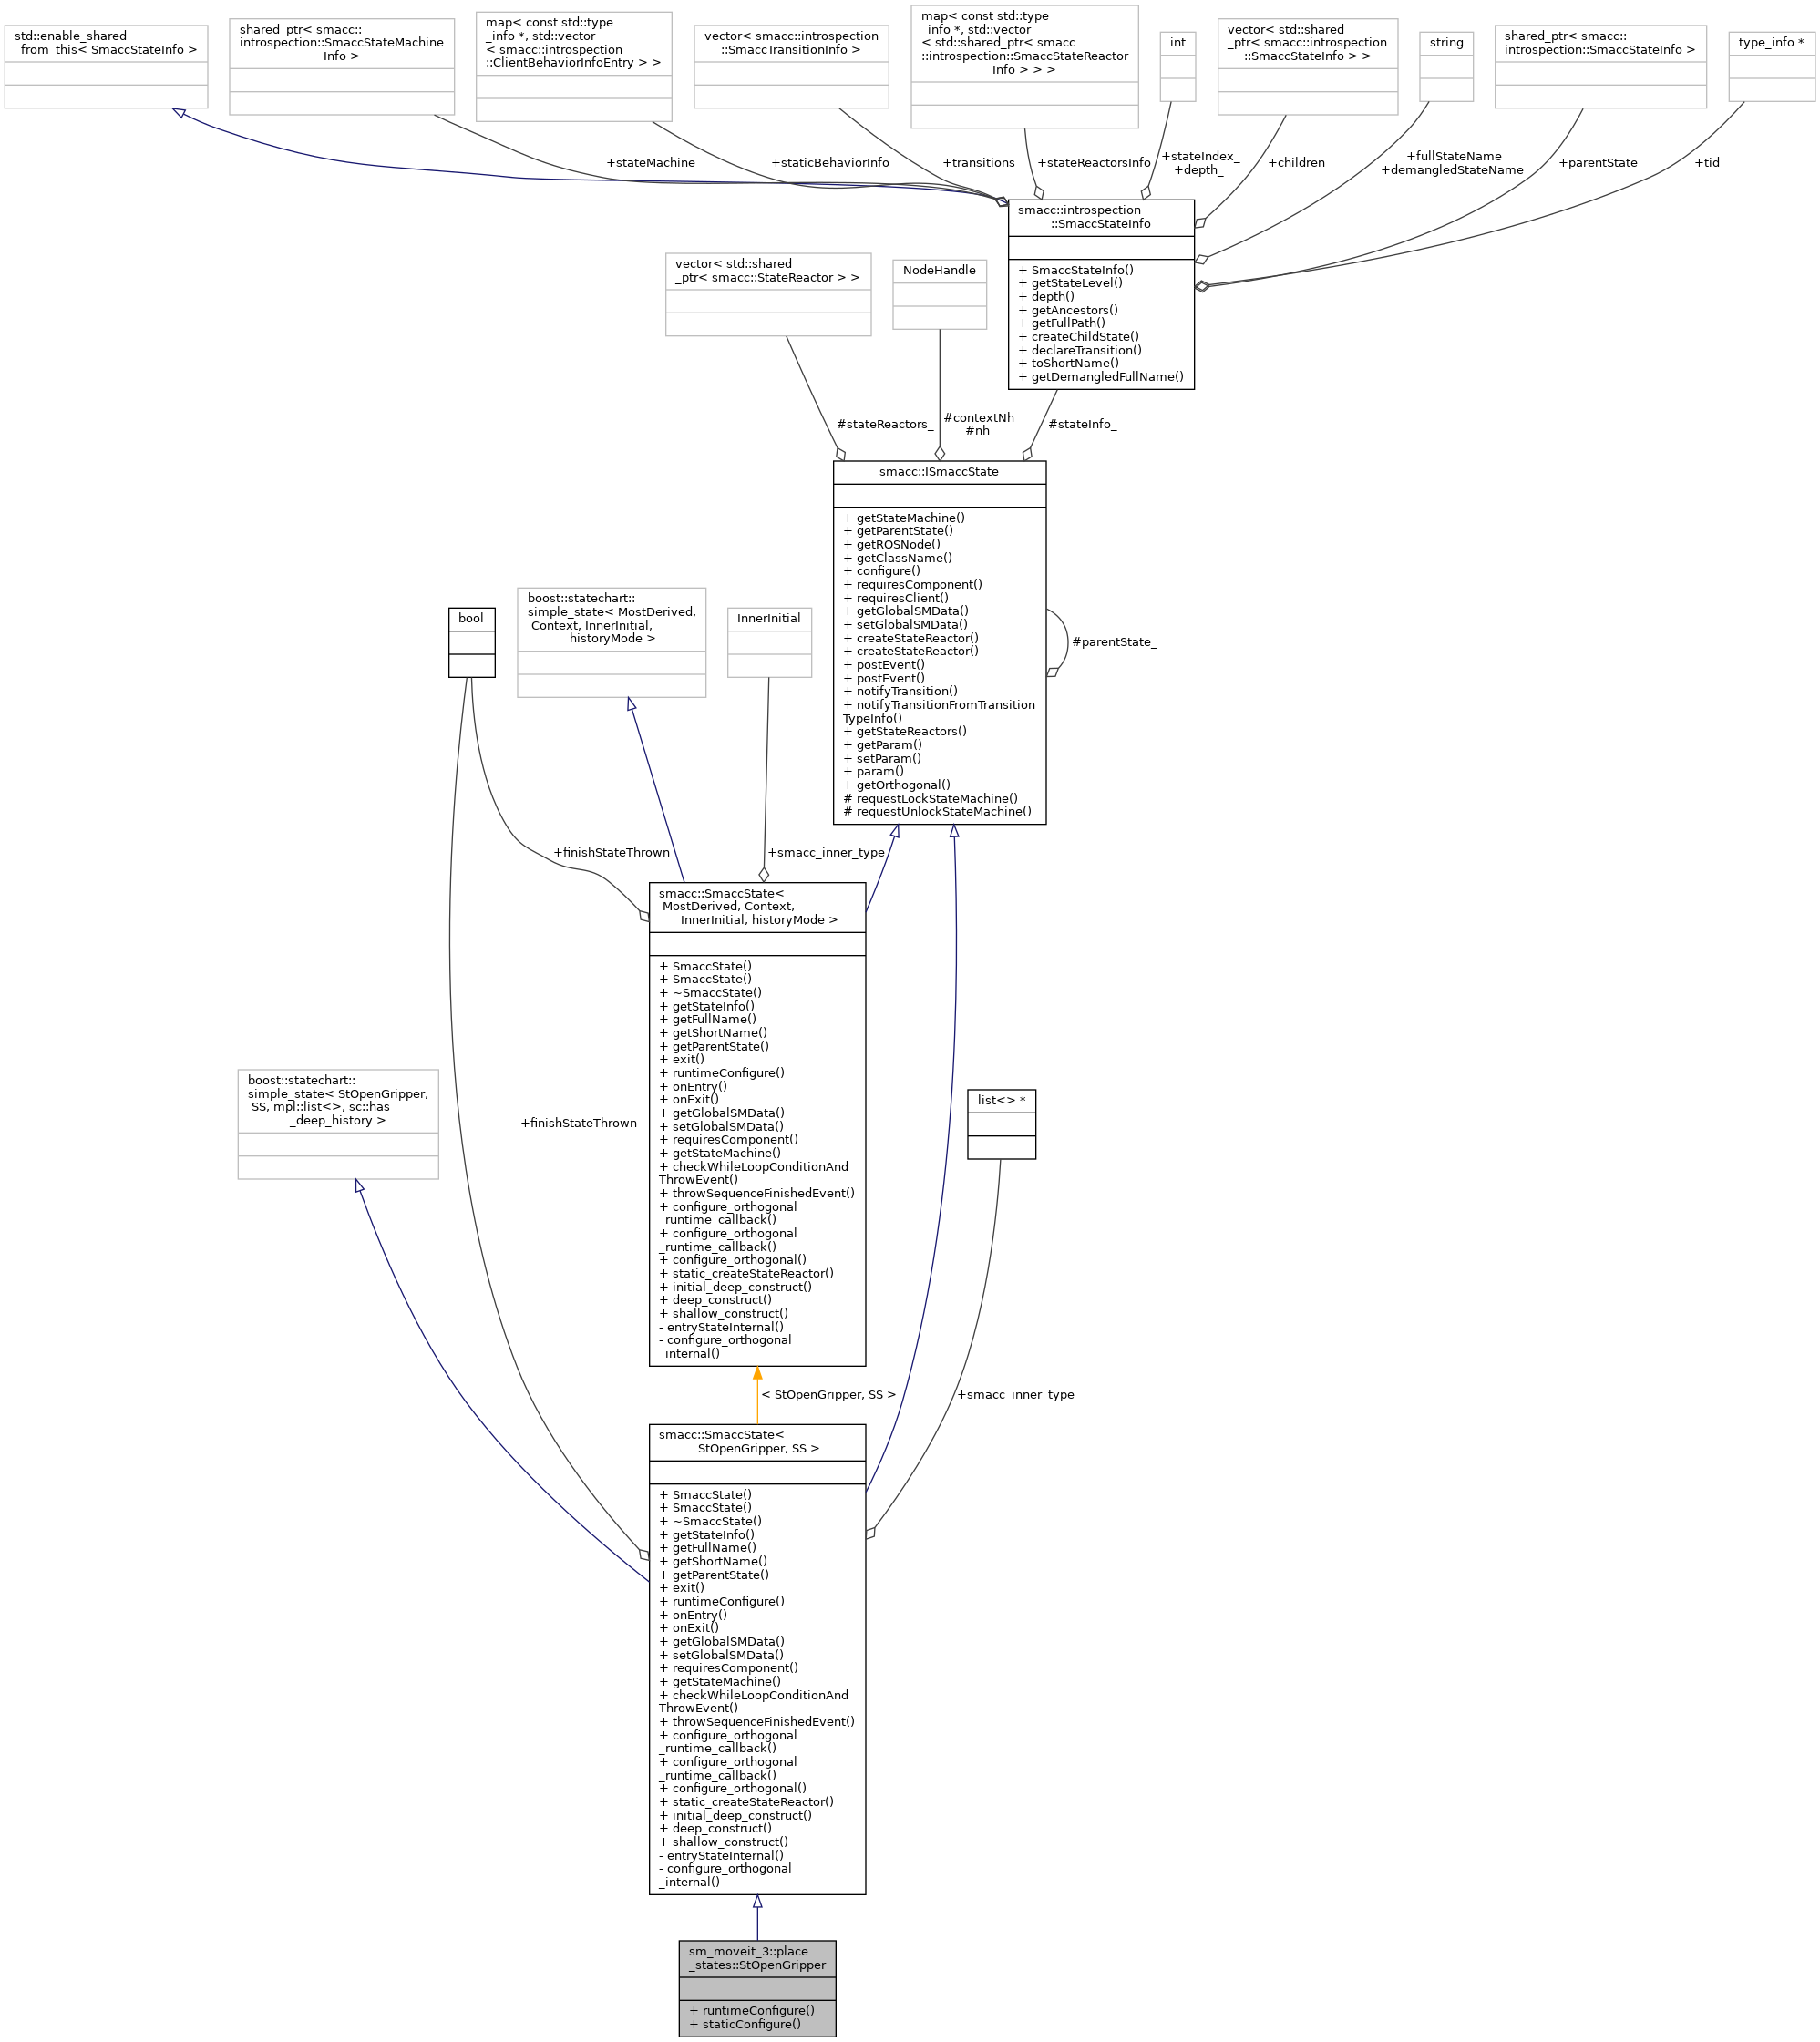 std::enable_shared
_from_this< SmaccStateInfo >
shared_ptr< smacc::
introspection::SmaccStateMachine
Info >
map< const std::type
_info *, std::vector
< smacc::introspection
::ClientBehaviorInfoEntry > >
vector< smacc::introspection
::SmaccTransitionInfo >
map< const std::type
_info *, std::vector
< std::shared_ptr< smacc
::introspection::SmaccStateReactor
Info > > >
int
vector< std::shared
_ptr< smacc::introspection
::SmaccStateInfo > >
string
shared_ptr< smacc::
introspection::SmaccStateInfo >
type_info *
+stateMachine_
+staticBehaviorInfo
+transitions_
+stateReactorsInfo
+stateIndex_
+depth_
+children_
+fullStateName
+demangledStateName
+parentState_
+tid_
smacc::introspection
::SmaccStateInfo
+ SmaccStateInfo()
+ getStateLevel()
+ depth()
+ getAncestors()
+ getFullPath()
+ createChildState()
+ declareTransition()
+ toShortName()
+ getDemangledFullName()
vector< std::shared
_ptr< smacc::StateReactor > >
NodeHandle
#stateReactors_
#contextNh
#nh
#stateInfo_
smacc::ISmaccState
+ getStateMachine()
+ getParentState()
+ getROSNode()
+ getClassName()
+ configure()
+ requiresComponent()
+ requiresClient()
+ getGlobalSMData()
+ setGlobalSMData()
+ createStateReactor()
+ createStateReactor()
+ postEvent()
+ postEvent()
+ notifyTransition()
+ notifyTransitionFromTransition
TypeInfo()
+ getStateReactors()
+ getParam()
+ setParam()
+ param()
+ getOrthogonal()
# requestLockStateMachine()
# requestUnlockStateMachine()
#parentState_
bool
boost::statechart::
simple_state< MostDerived,
Context, InnerInitial,
historyMode >
InnerInitial
+finishStateThrown
+smacc_inner_type
smacc::SmaccState<
MostDerived, Context,
InnerInitial, historyMode >
+ SmaccState()
+ SmaccState()
+ ~SmaccState()
+ getStateInfo()
+ getFullName()
+ getShortName()
+ getParentState()
+ exit()
+ runtimeConfigure()
+ onEntry()
+ onExit()
+ getGlobalSMData()
+ setGlobalSMData()
+ requiresComponent()
+ getStateMachine()
+ checkWhileLoopConditionAnd
ThrowEvent()
+ throwSequenceFinishedEvent()
+ configure_orthogonal
_runtime_callback()
+ configure_orthogonal
_runtime_callback()
+ configure_orthogonal()
+ static_createStateReactor()
+ initial_deep_construct()
+ deep_construct()
+ shallow_construct()
- entryStateInternal()
- configure_orthogonal
_internal()
boost::statechart::
simple_state< StOpenGripper,
SS, mpl::list<>, sc::has
_deep_history >
+finishStateThrown
list<> *
< StOpenGripper, SS >
+smacc_inner_type
smacc::SmaccState<
StOpenGripper, SS >
+ SmaccState()
+ SmaccState()
+ ~SmaccState()
+ getStateInfo()
+ getFullName()
+ getShortName()
+ getParentState()
+ exit()
+ runtimeConfigure()
+ onEntry()
+ onExit()
+ getGlobalSMData()
+ setGlobalSMData()
+ requiresComponent()
+ getStateMachine()
+ checkWhileLoopConditionAnd
ThrowEvent()
+ throwSequenceFinishedEvent()
+ configure_orthogonal
_runtime_callback()
+ configure_orthogonal
_runtime_callback()
+ configure_orthogonal()
+ static_createStateReactor()
+ initial_deep_construct()
+ deep_construct()
+ shallow_construct()
- entryStateInternal()
- configure_orthogonal
_internal()
sm_moveit_3::place
_states::StOpenGripper
+ runtimeConfigure()
+ staticConfigure()